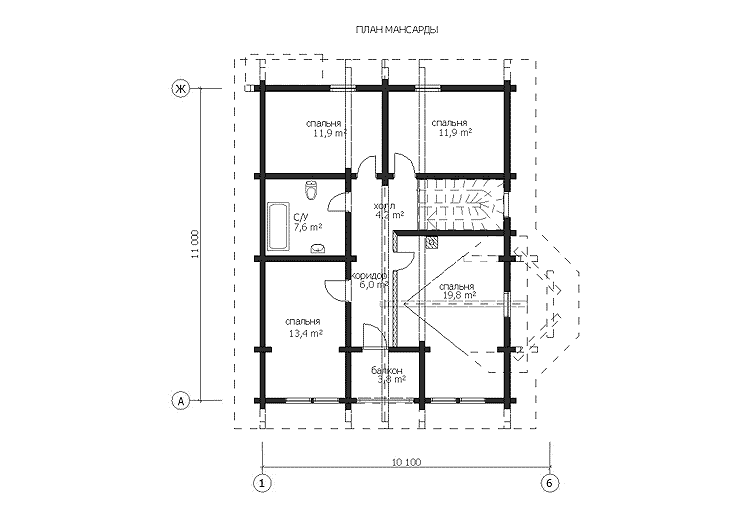 ПЛАН МАНСАРДЫ
Ж
спальня
11,9 m²
спальня
11,9 m²
холл
4,2 m²
С/У
7,6 m²
11 000
коридор
6,0 m²
спальня
19,8 m²
спальня
13,4 m²
балкон
3,8 m²
А
10 100
1
6